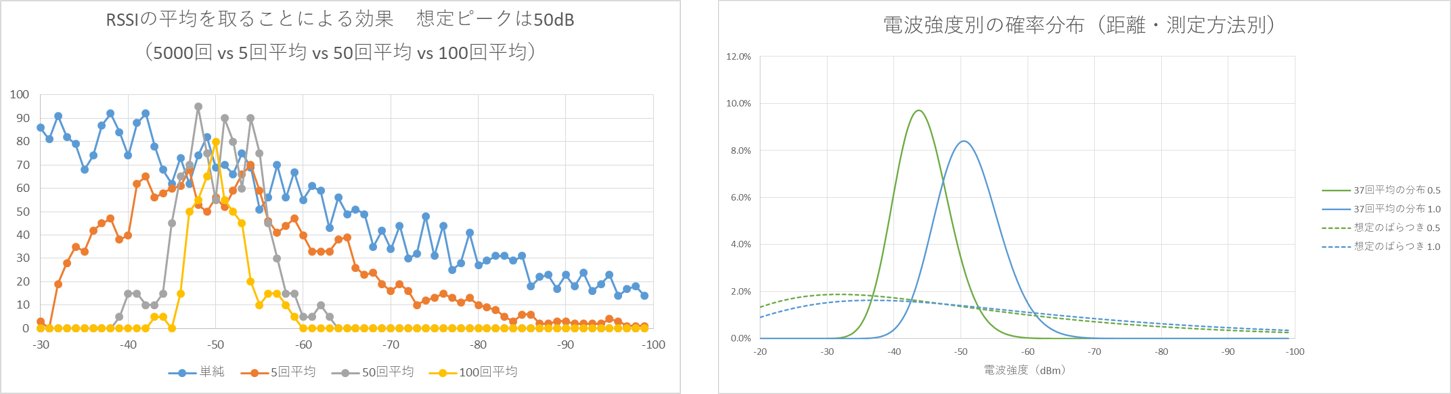 RSSIの平均を取ることによる効果　想定ピークは50dB
（5000回 vs 5回平均 vs 50回平均 vs 100回平均）
100
90
80
70
60
50
40
30
20
10
0
-30 -40 -50 -60 -70 -80 -90 -100
単純 5回平均 50回平均 100回平均
電波強度別の確率分布（距離・測定方法別）
12.0%
10.0%
8.0%
6.0%
4.0%
2.0%
0.0%
-20 -30 -40 -50 -60 -70 -80 -90 -100
電波強度（dBm）
37回平均の分布 0.5
37回平均の分布 1.0
想定のばらつき 0.5
想定のばらつき 1.0